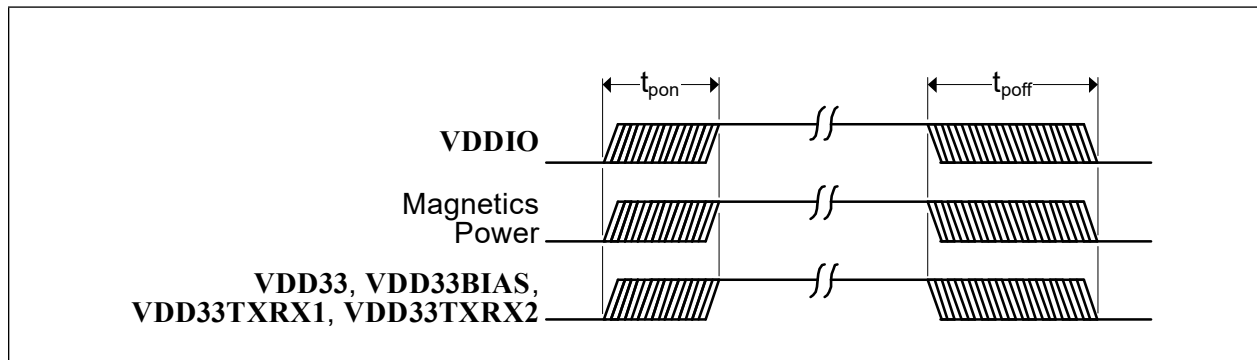 tpon
tpoff
VDDIO
Magnetics
Power
VDD33, VDD33BIAS,
VDD33TXRX1, VDD33TXRX2